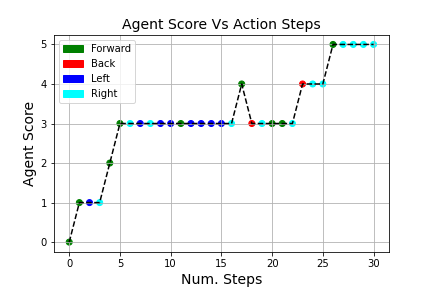 Agent Score Vs Action Steps
Agent Score
5
4
3
2
1
0
Forward
Back
Left
Right
0 5 10 15 20 25 30
Num. Steps